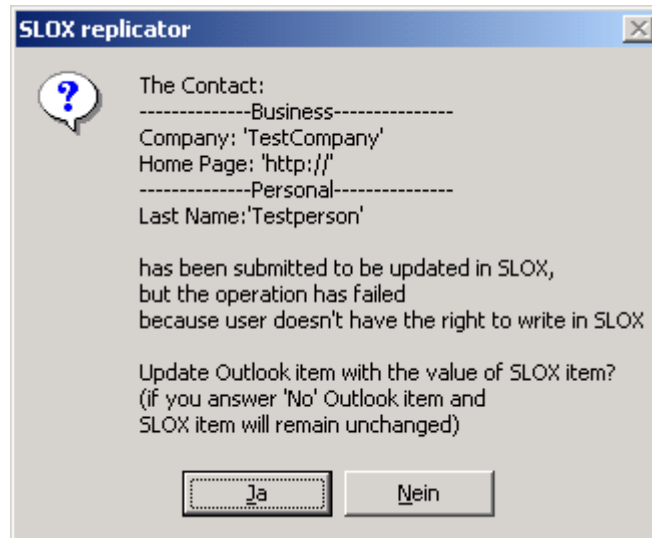 SLOX replicator
The Contact:
--------------Business---------------
Company: 'TestCompany'
Home Page: 'http://'
--------------Personal---------------
Last Name:'Testperson'
has been submitted to be updated in SLOX,
but the operation has failed
because user doesn't have the right to write in SLOX
Update Outlook item with the value of SLOX item?
(if you answer 'No' Outlook item and
SLOX item will remain unchanged)
Ja
Nein